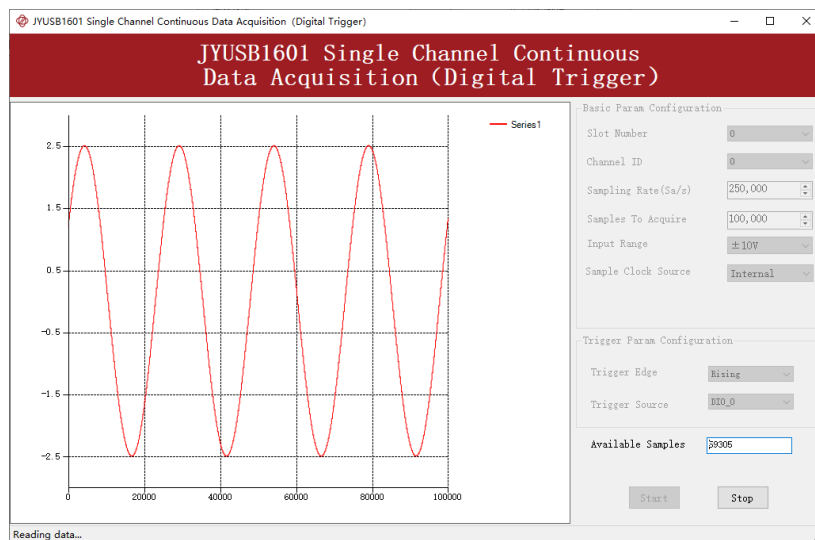 JYUSB1601 Single Channel Continuous Data Acquisition (Digital Trigger)
JYUSB1601 Single Channel Continuous
Data Acquisition (Digital Trigger)
Series1
2.5
1.5
0.5
-0.5
-1.5
-2.5
0 20000 40000 60000 80000 100000
Basic Param Configuration
Slot Number 0
Channel ID 0
Sampling Rate(Sa/s) 250,000
Samples To Acquire 100,000
Input Range ±10V
Sample Clock Source Internal
Trigger Param Configuration
Trigger Edge Rising
Trigger Source DIO_0
Available Samples
Start Stop
Reading data...